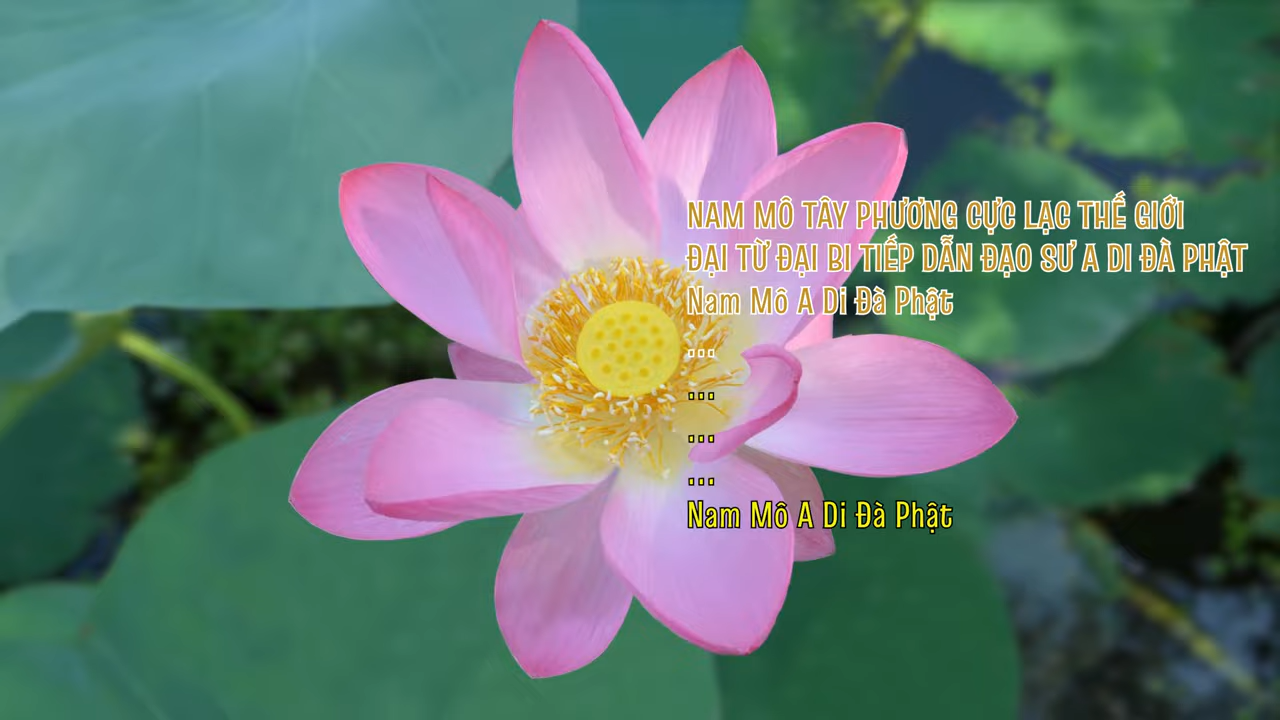 NAM MÔ TÂY PHƯƠNG CỰC LẠC THẾ GIỚI
ĐẠI TỪ ĐẠI BI TIẾP DẪN ĐẠO SƯ A DI ĐÀ PHẬT
Nam Mô A Di Đà Phật
...
...
...
...
Nam Mô A Di Đà Phật